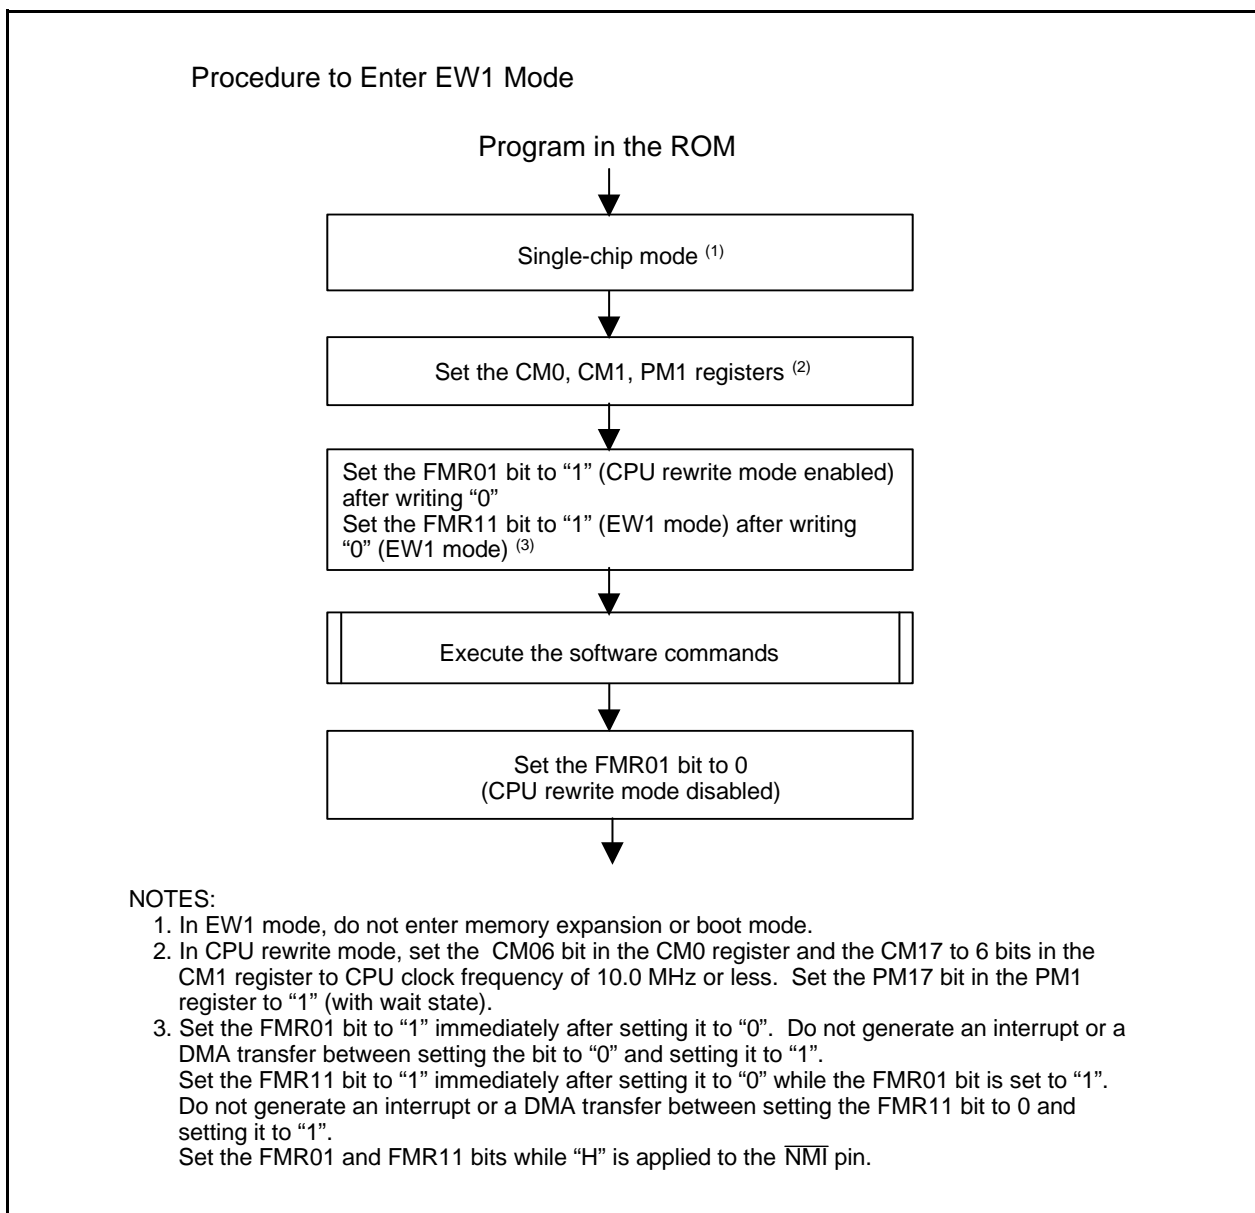 Procedure to Enter EW1 Mode
Program in the ROM
Single-chip mode (1)
Set the CM0, CM1, PM1 registers (2)
Set the FMR01 bit to “1” (CPU rewrite mode enabled)
after writing “0”
Set the FMR11 bit to “1” (EW1 mode) after writing
“0” (EW1 mode) (3)
Execute the software commands
Set the FMR01 bit to 0
(CPU rewrite mode disabled)
NOTES:
1. In EW1 mode, do not enter memory expansion or boot mode.
2. In CPU rewrite mode, set the CM06 bit in the CM0 register and the CM17 to 6 bits in the
CM1 register to CPU clock frequency of 10.0 MHz or less. Set the PM17 bit in the PM1
register to “1” (with wait state).
3. Set the FMR01 bit to “1” immediately after setting it to “0”. Do not generate an interrupt or a
DMA transfer between setting the bit to “0” and setting it to “1”.
Set the FMR11 bit to “1” immediately after setting it to “0” while the FMR01 bit is set to “1”.
Do not generate an interrupt or a DMA transfer between setting the FMR11 bit to 0 and
setting it to “1”.
Set the FMR01 and FMR11 bits while “H” is applied to the N̅M̅I̅ pin.